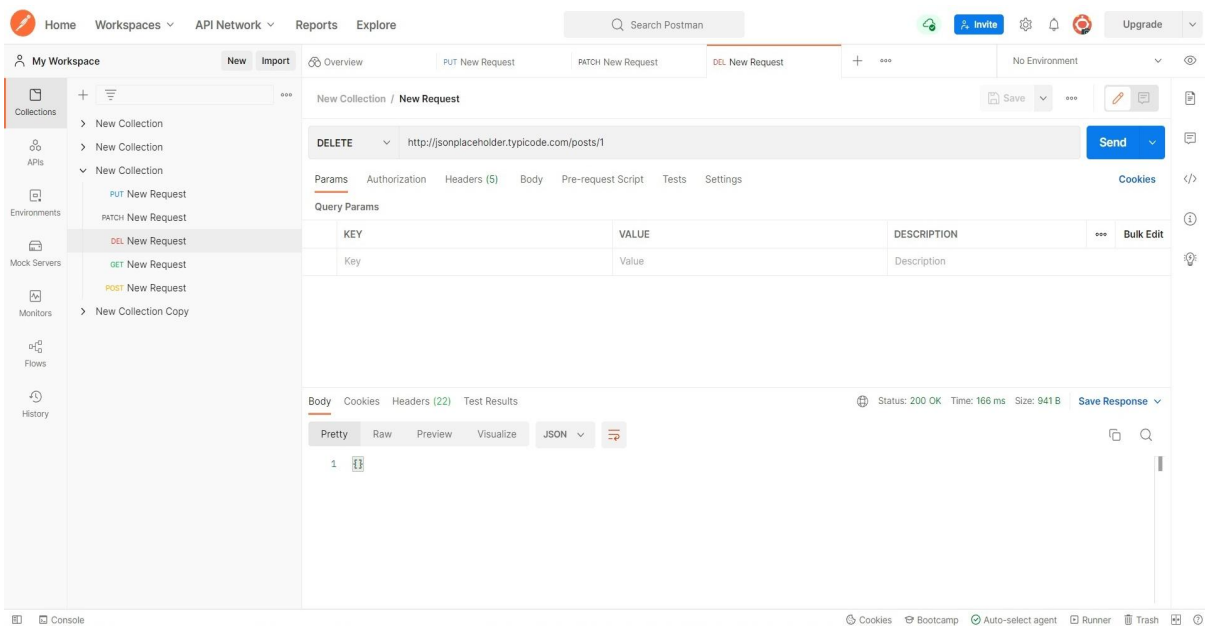 Home Workspaces API Network Reports Explore Search Postman Invite Upgrade
My Workspace New Import Overview PUT New Request PATCH New Request DEL New Request No Environment
Collections
APIs
Environments
Mock Servers
Monitors
Flows
History
New Collection
New Collection
New Collection
PUT New Request
PATCH New Request
DEL New Request
GET New Request
POST New Request
New Collection Copy
New Collection / New Request Save
DELETE http://jsonplaceholder.typicode.com/posts/1 Send
Params Authorization Headers (5) Body Pre-request Script Tests Settings Cookies
Query Params
KEY VALUE DESCRIPTION Bulk Edit
Key Value Description
Body Cookies Headers (22) Test Results Status: 200 OK Time: 166 ms Size: 941 B Save Response
Pretty Raw Preview Visualize JSON
1 {}
Console Cookies Bootcamp Auto-select agent Runner Trash